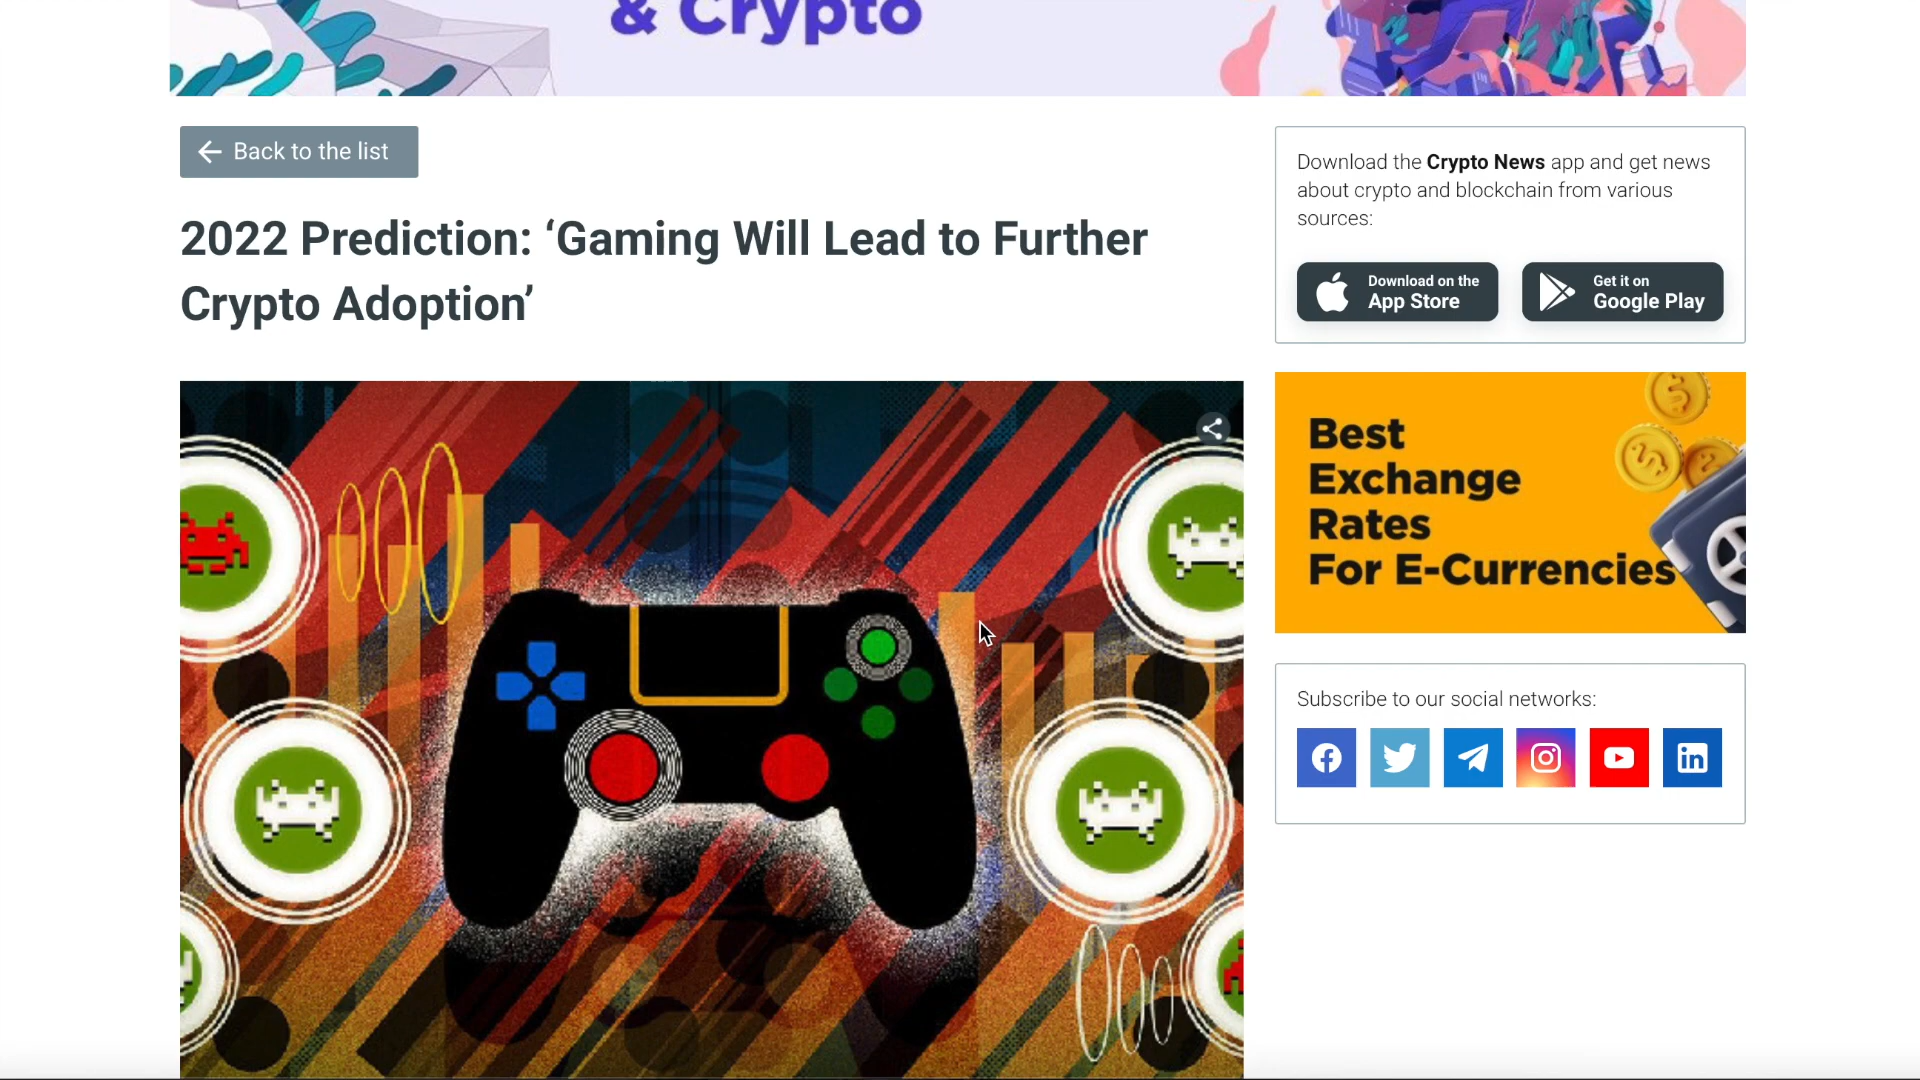 & Crypto
Back to the list
2022 Prediction: ‘Gaming Will Lead to Further
Crypto Adoption’
Download the Crypto News app and get news
about crypto and blockchain from various
sources:
Download on the
App Store
Get it on
Google Play
Best
Exchange
Rates
For E-Currencies
Subscribe to our social networks:
in